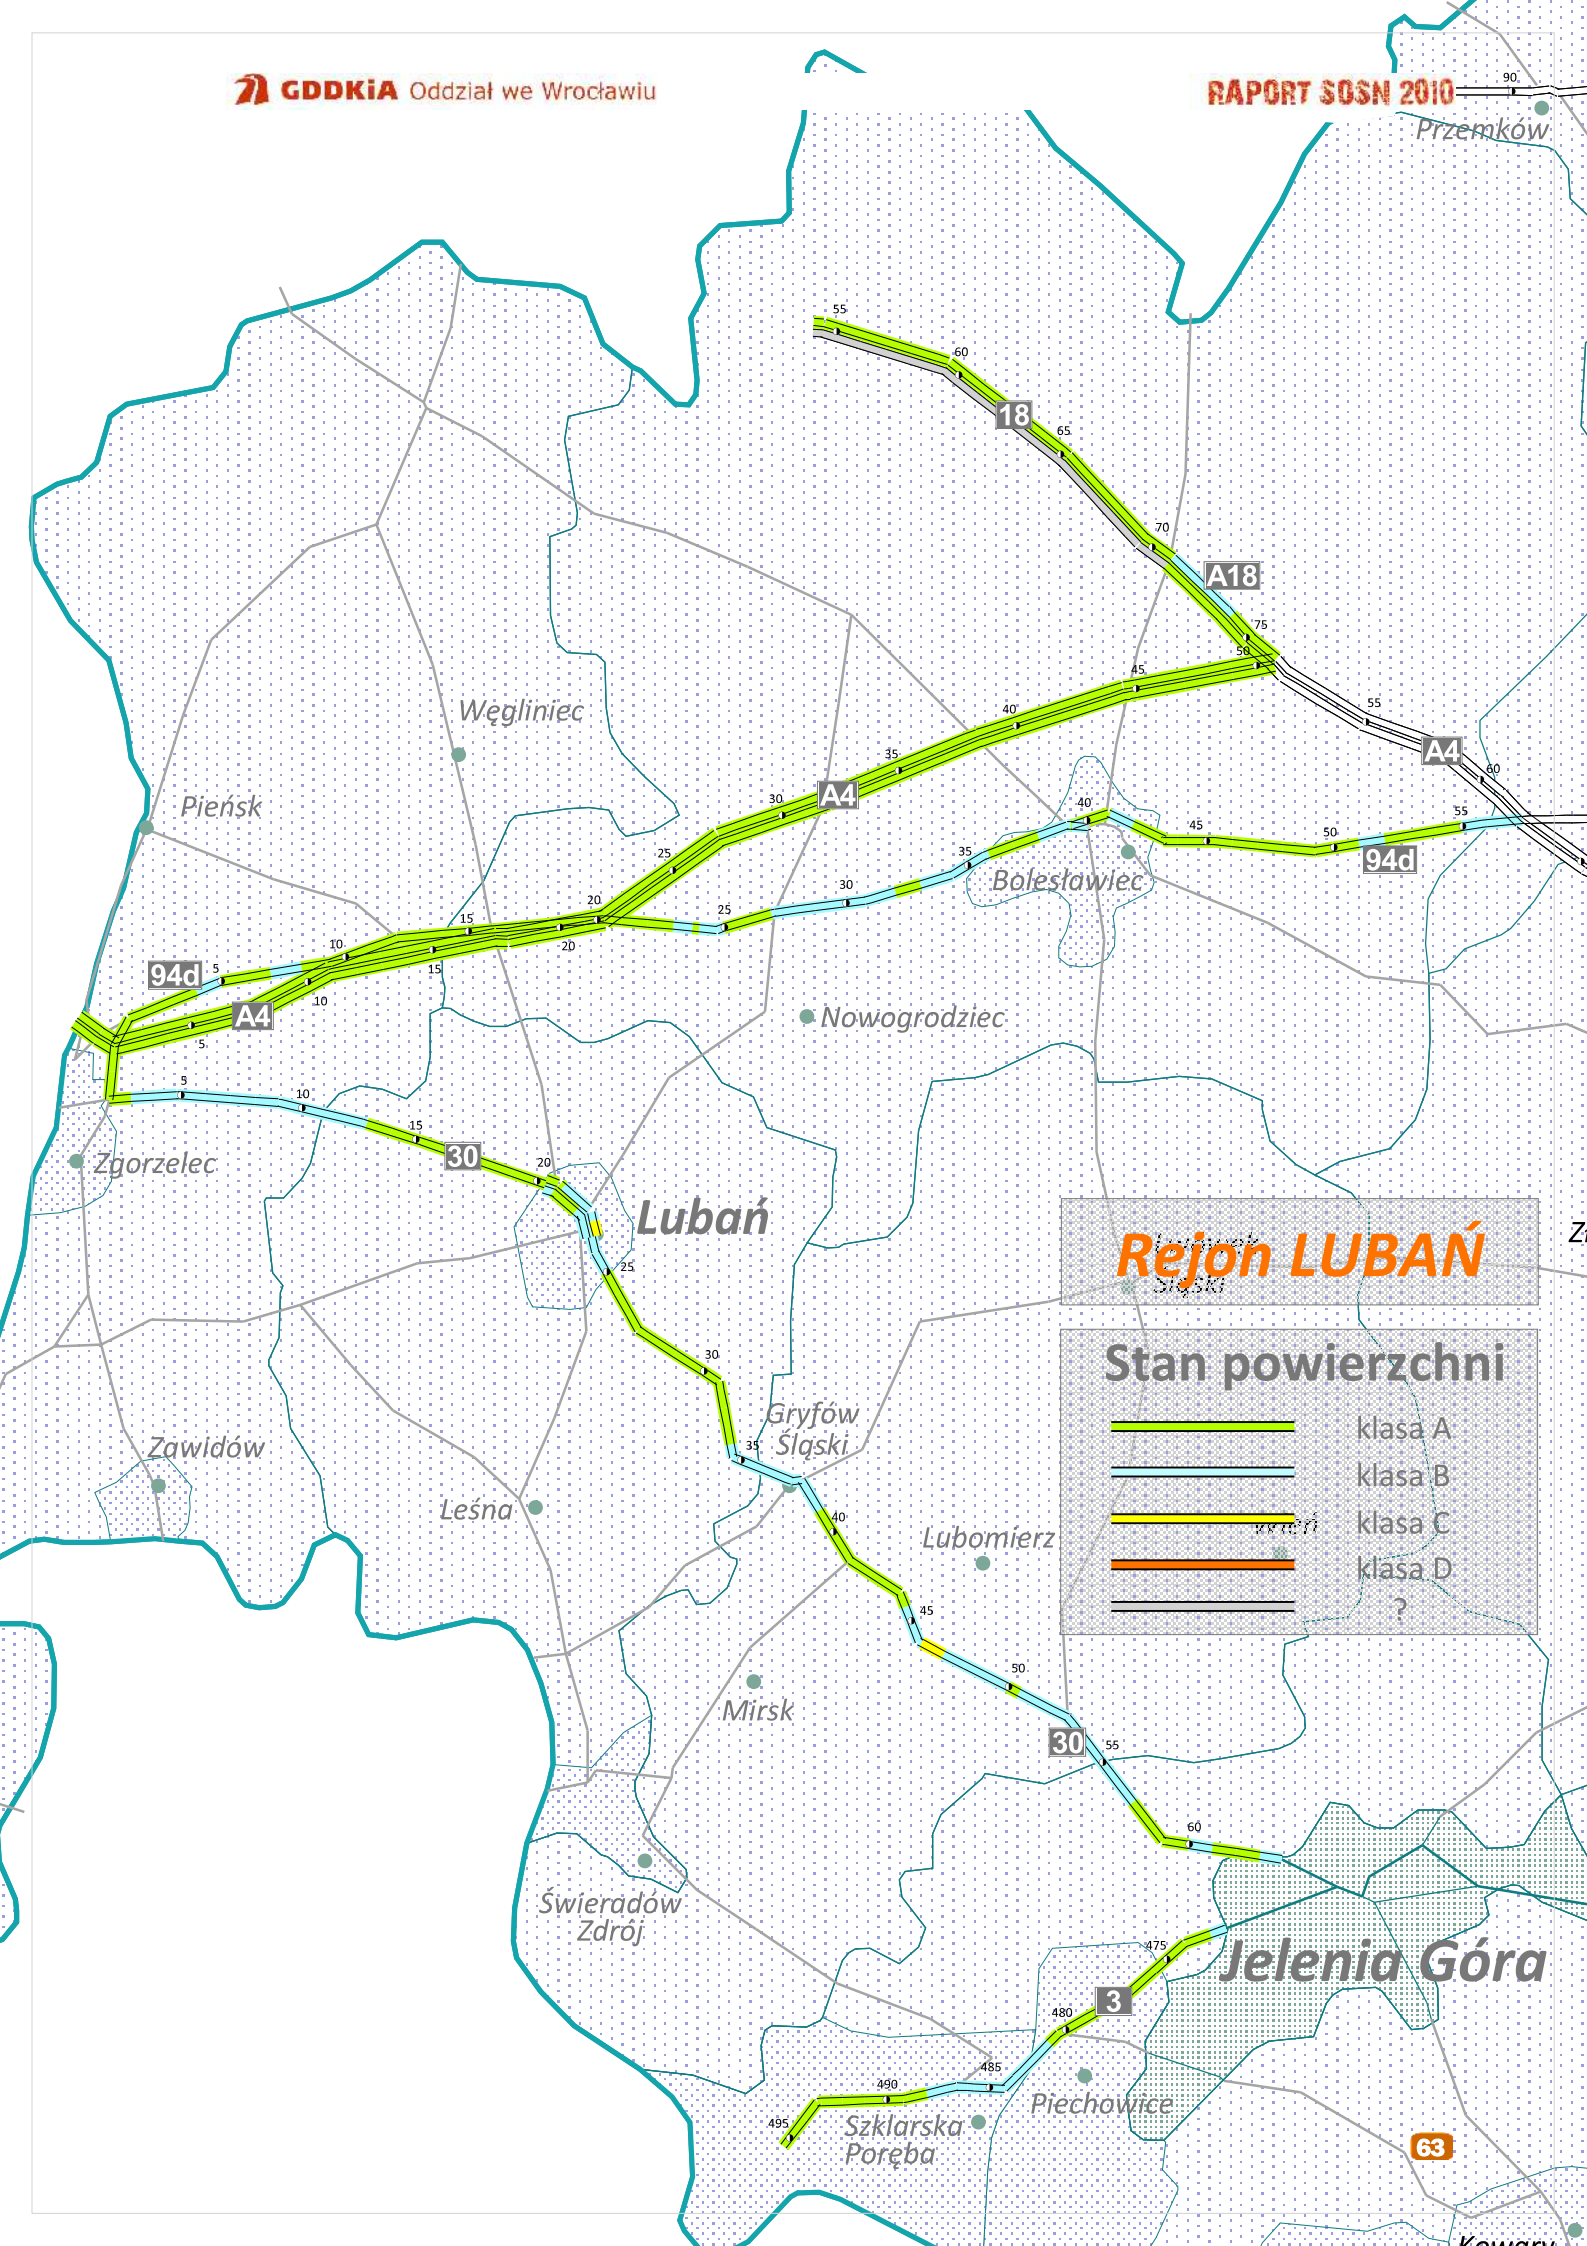 GDDKiA Oddział we Wrocławiu
RAPORT SOSN 2010
90
Przemków
55
60
18
65
70
A18
75
50
45
55
Węgliniec
40
A4
35
60
A4
Pieńsk
30
40
55
45
50
25
94d
35
Bolesławiec
30
20
25
15
10
20
94d
5
15
A4
10
Nowogrodziec
5
5
10
15
30
Zgorzelec
20
Lubań
Rejon LUBAŃ
25
30
Stan powierzchni
Gryfów
Śląski
klasa A
35
Zawidów
klasa B
Leśna
40
klasa C
Lubomierz
klasa D
45
?
50
Mirsk
30
55
60
Świeradów
Zdrój
475
Jelenia Góra
3
480
485
490
Piechowice
495
Szklarska
Poręba
63
Kowary